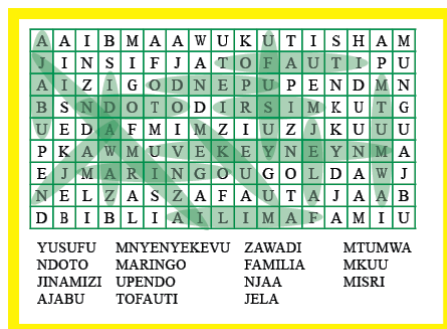 A A I B M A A W U K U T I S H A M
J I N S I F J A T O F A U T I P U
A I Z I G O D N E P U P E N D M N
B S N D O T O D I R S I M K U T G
U E D A F M I M Z I U Z J K U U U
P K A W M U V E K E Y N E Y N M A
E J M A R I N G O U G O L D A W J
N E L Z A S Z A F A U T A J A A B
D B I B L I A I L I M A F A M I U
YUSUFU MNYENYEKEVU ZAWADI MTUMWA
NDOTO MARINGO FAMILIA MKUU
JINAMIZI UPENDO NJAA MISRI
AJABU TOFAUTI JELA